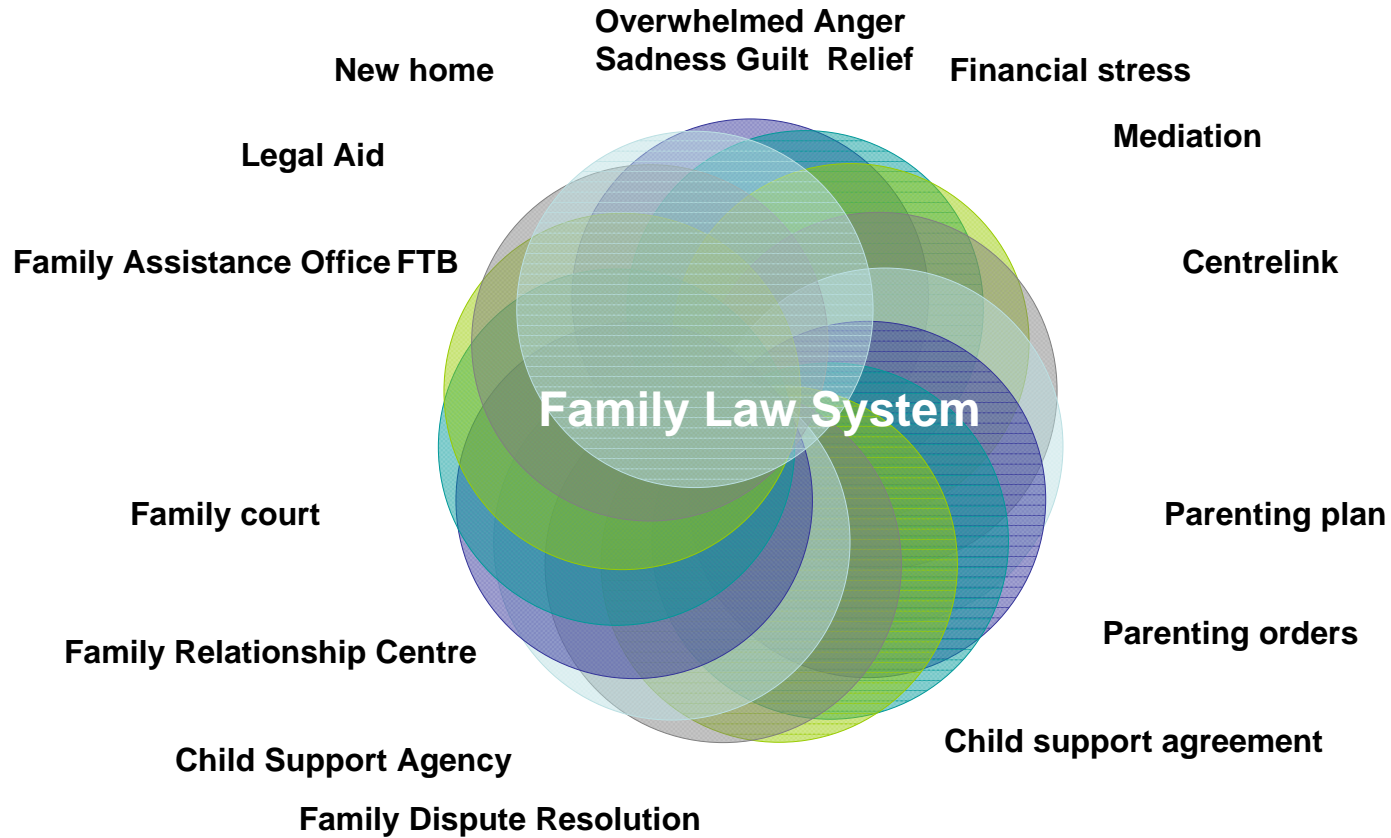 Overwhelmed Anger
Sadness Guilt Relief
New home
Financial stress
Mediation
Legal Aid
Family Assistance Office FTB
Centrelink
Family Law System
Family court
Parenting plan
Parenting orders
Family Relationship Centre
Child support agreement
Child Support Agency
Family Dispute Resolution